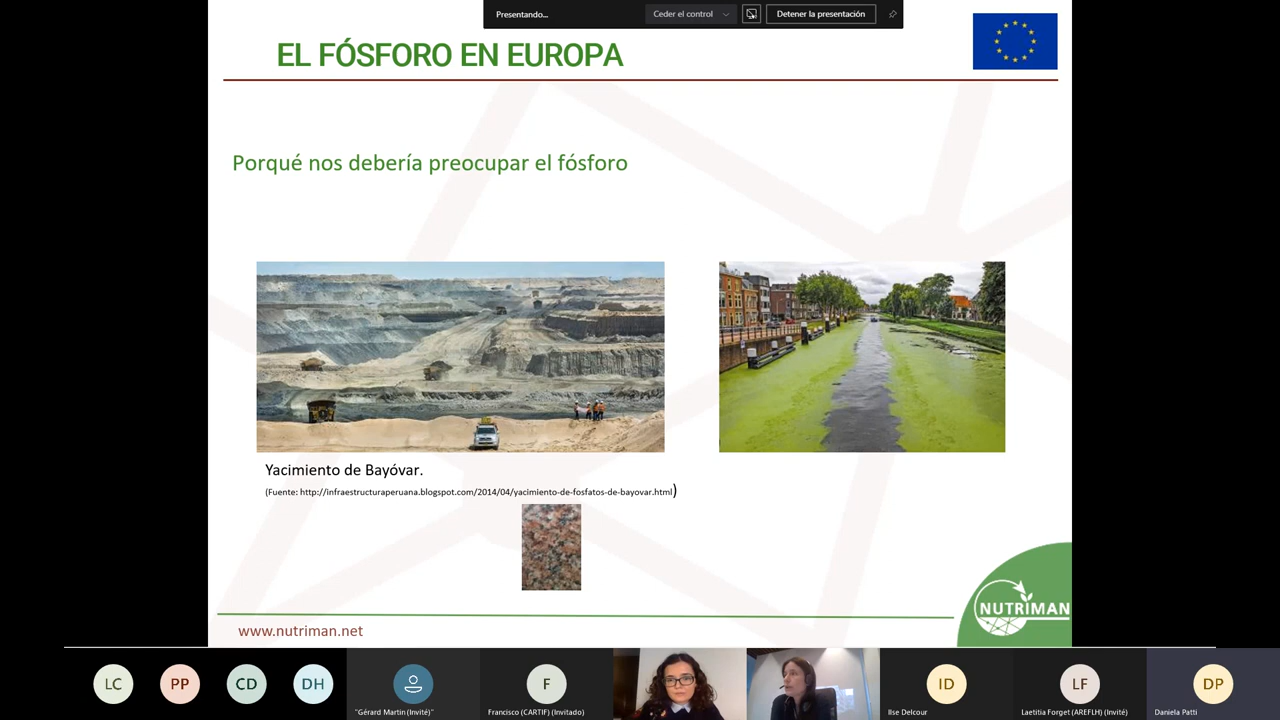 Presentando...
Ceder el control
Detener la presentación
EL FÓSFORO EN EUROPA
Porqué nos debería preocupar el fósforo
Yacimiento de Bayóvar.
(Fuente: http://infraestructuraperuana.blogspot.com/2014/04/yacimiento-de-fosfatos-de-bayovar.html)
NUTRIMAN
www.nutriman.net
LC
PP
CD
DH
F
ID
LF
DP
"Gérard Martin (Invité)"
Francisco (CARTIF) (Invitado)
Ilse Delcour
Laetitia Forget (AREFLH) (Invité)
Daniela Patti